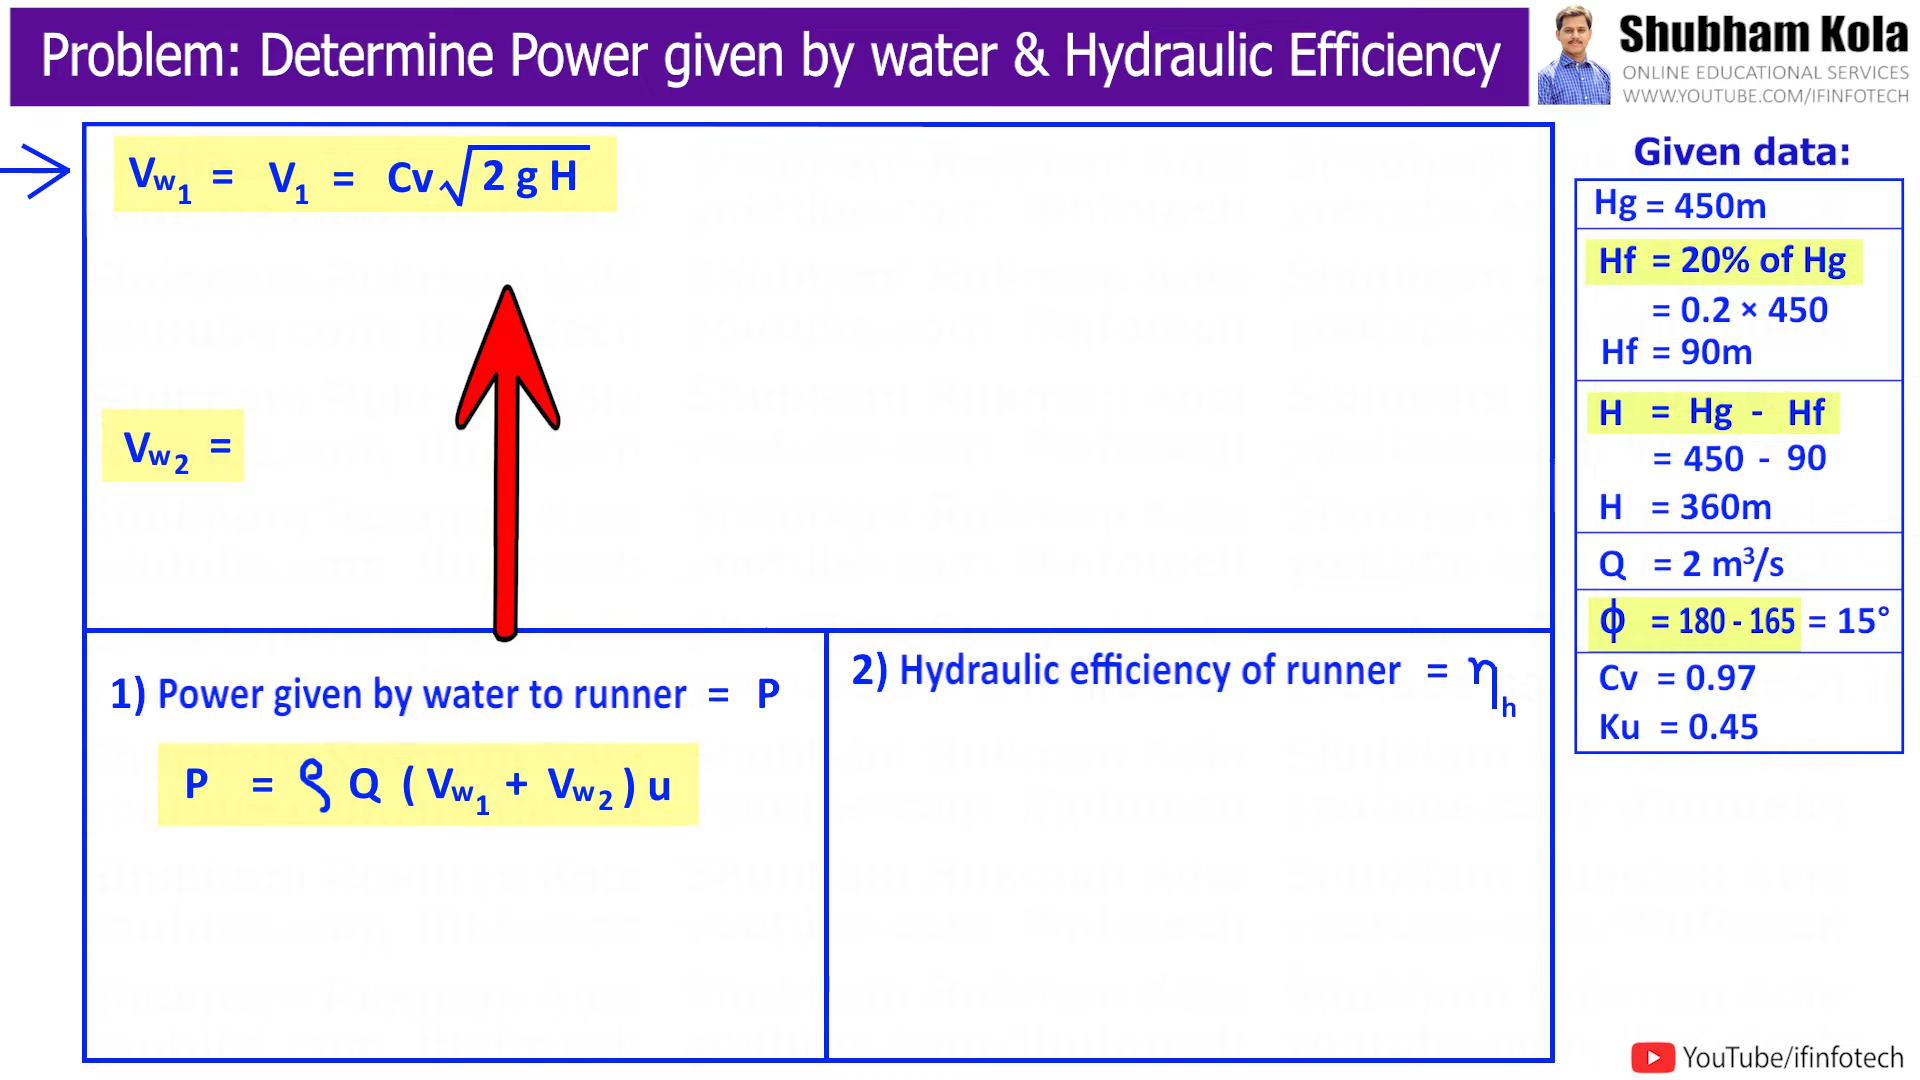 Problem: Determine Power given by water & Hydraulic Efficiency
Shubham Kola
ONLINE EDUCATIONAL SERVICES
WWW.YOUTUBE.COM/IFINFOTECH
Vw1 = V1 = Cv√2 g H
Vw2 =
1) Power given by water to runner = P
P = ρ Q ( Vw1 + Vw2 ) u
2) Hydraulic efficiency of runner = ηh
Given data:
Hg = 450m
Hf = 20% of Hg
= 0.2 × 450
Hf = 90m
H = Hg - Hf
= 450 - 90
H = 360m
Q = 2 m³/s
ϕ = 180 - 165 = 15°
Cv = 0.97
Ku = 0.45
YouTube/ifinfotech